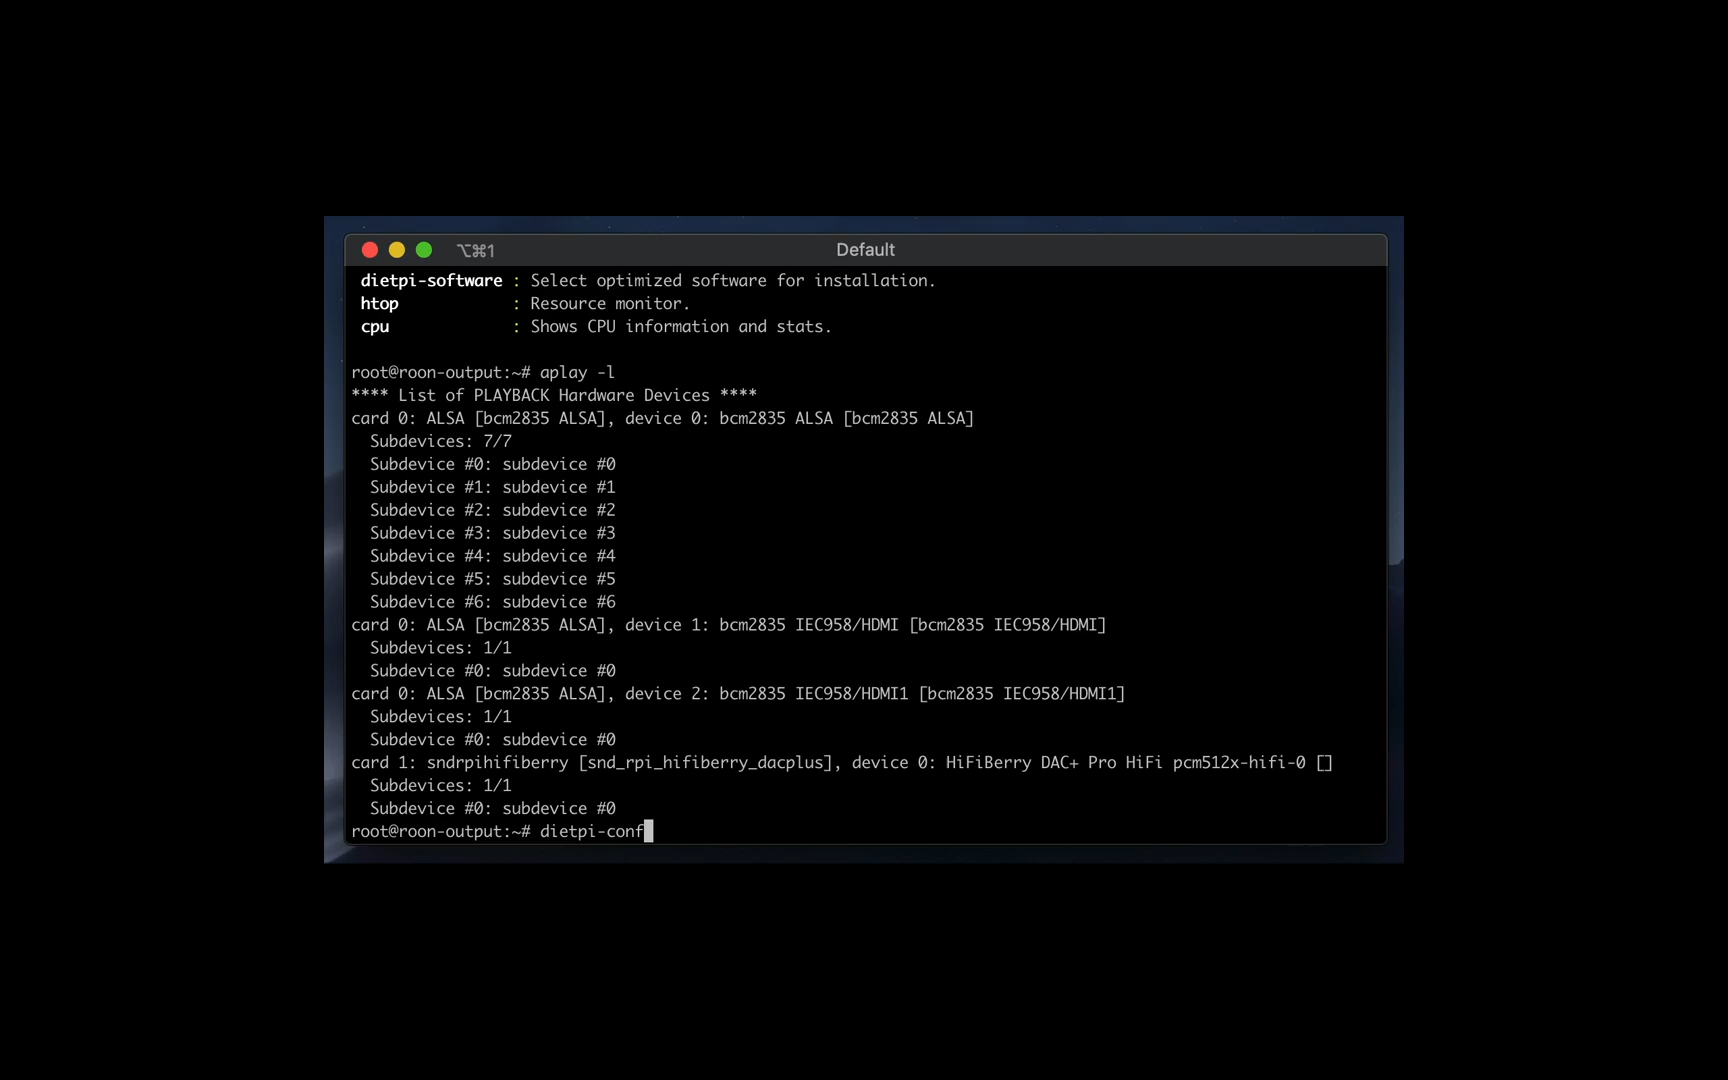 ⌥⌘1 Default
dietpi-software : Select optimized software for installation.
htop : Resource monitor.
cpu : Shows CPU information and stats.
root@roon-output:~# aplay -l
**** List of PLAYBACK Hardware Devices ****
card 0: ALSA [bcm2835 ALSA], device 0: bcm2835 ALSA [bcm2835 ALSA]
Subdevices: 7/7
Subdevice #0: subdevice #0
Subdevice #1: subdevice #1
Subdevice #2: subdevice #2
Subdevice #3: subdevice #3
Subdevice #4: subdevice #4
Subdevice #5: subdevice #5
Subdevice #6: subdevice #6
card 0: ALSA [bcm2835 ALSA], device 1: bcm2835 IEC958/HDMI [bcm2835 IEC958/HDMI]
Subdevices: 1/1
Subdevice #0: subdevice #0
card 0: ALSA [bcm2835 ALSA], device 2: bcm2835 IEC958/HDMI1 [bcm2835 IEC958/HDMI1]
Subdevices: 1/1
Subdevice #0: subdevice #0
card 1: sndrpihifiberry [snd_rpi_hifiberry_dacplus], device 0: HiFiBerry DAC+ Pro HiFi pcm512x-hifi-0 []
Subdevices: 1/1
Subdevice #0: subdevice #0
root@roon-output:~# dietpi-conf